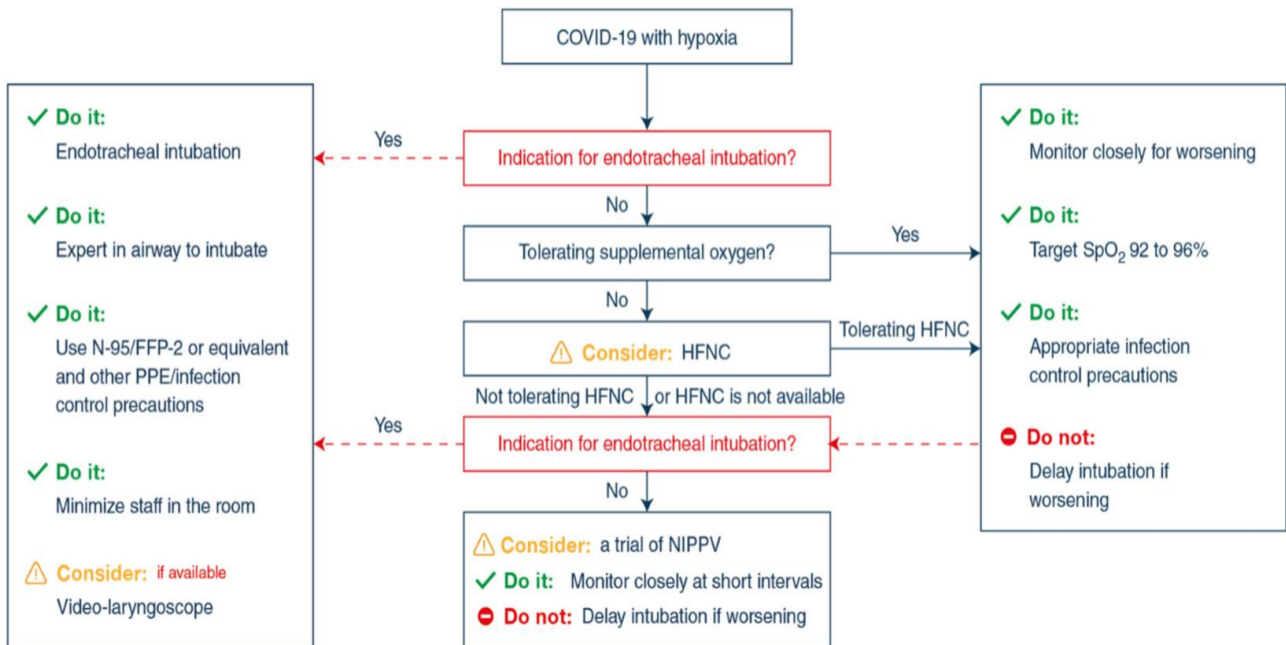 COVID-19 with hypoxia
Indication for endotracheal intubation?
Yes
No
Tolerating supplemental oxygen?
Yes
No
Consider: HFNC
Tolerating HFNC
Not tolerating HFNC or HFNC is not available
Indication for endotracheal intubation?
Yes
No
Consider: a trial of NIPPV
Do it: Monitor closely at short intervals
Do not: Delay intubation if worsening
Do it:
Endotracheal intubation
Do it:
Expert in airway to intubate
Do it:
Use N-95/FFP-2 or equivalent
and other PPE/infection
control precautions
Do it:
Minimize staff in the room
Consider: if available
Video-laryngoscope
Do it:
Monitor closely for worsening
Do it:
Target SpO₂ 92 to 96%
Do it:
Appropriate infection
control precautions
Do not:
Delay intubation if
worsening